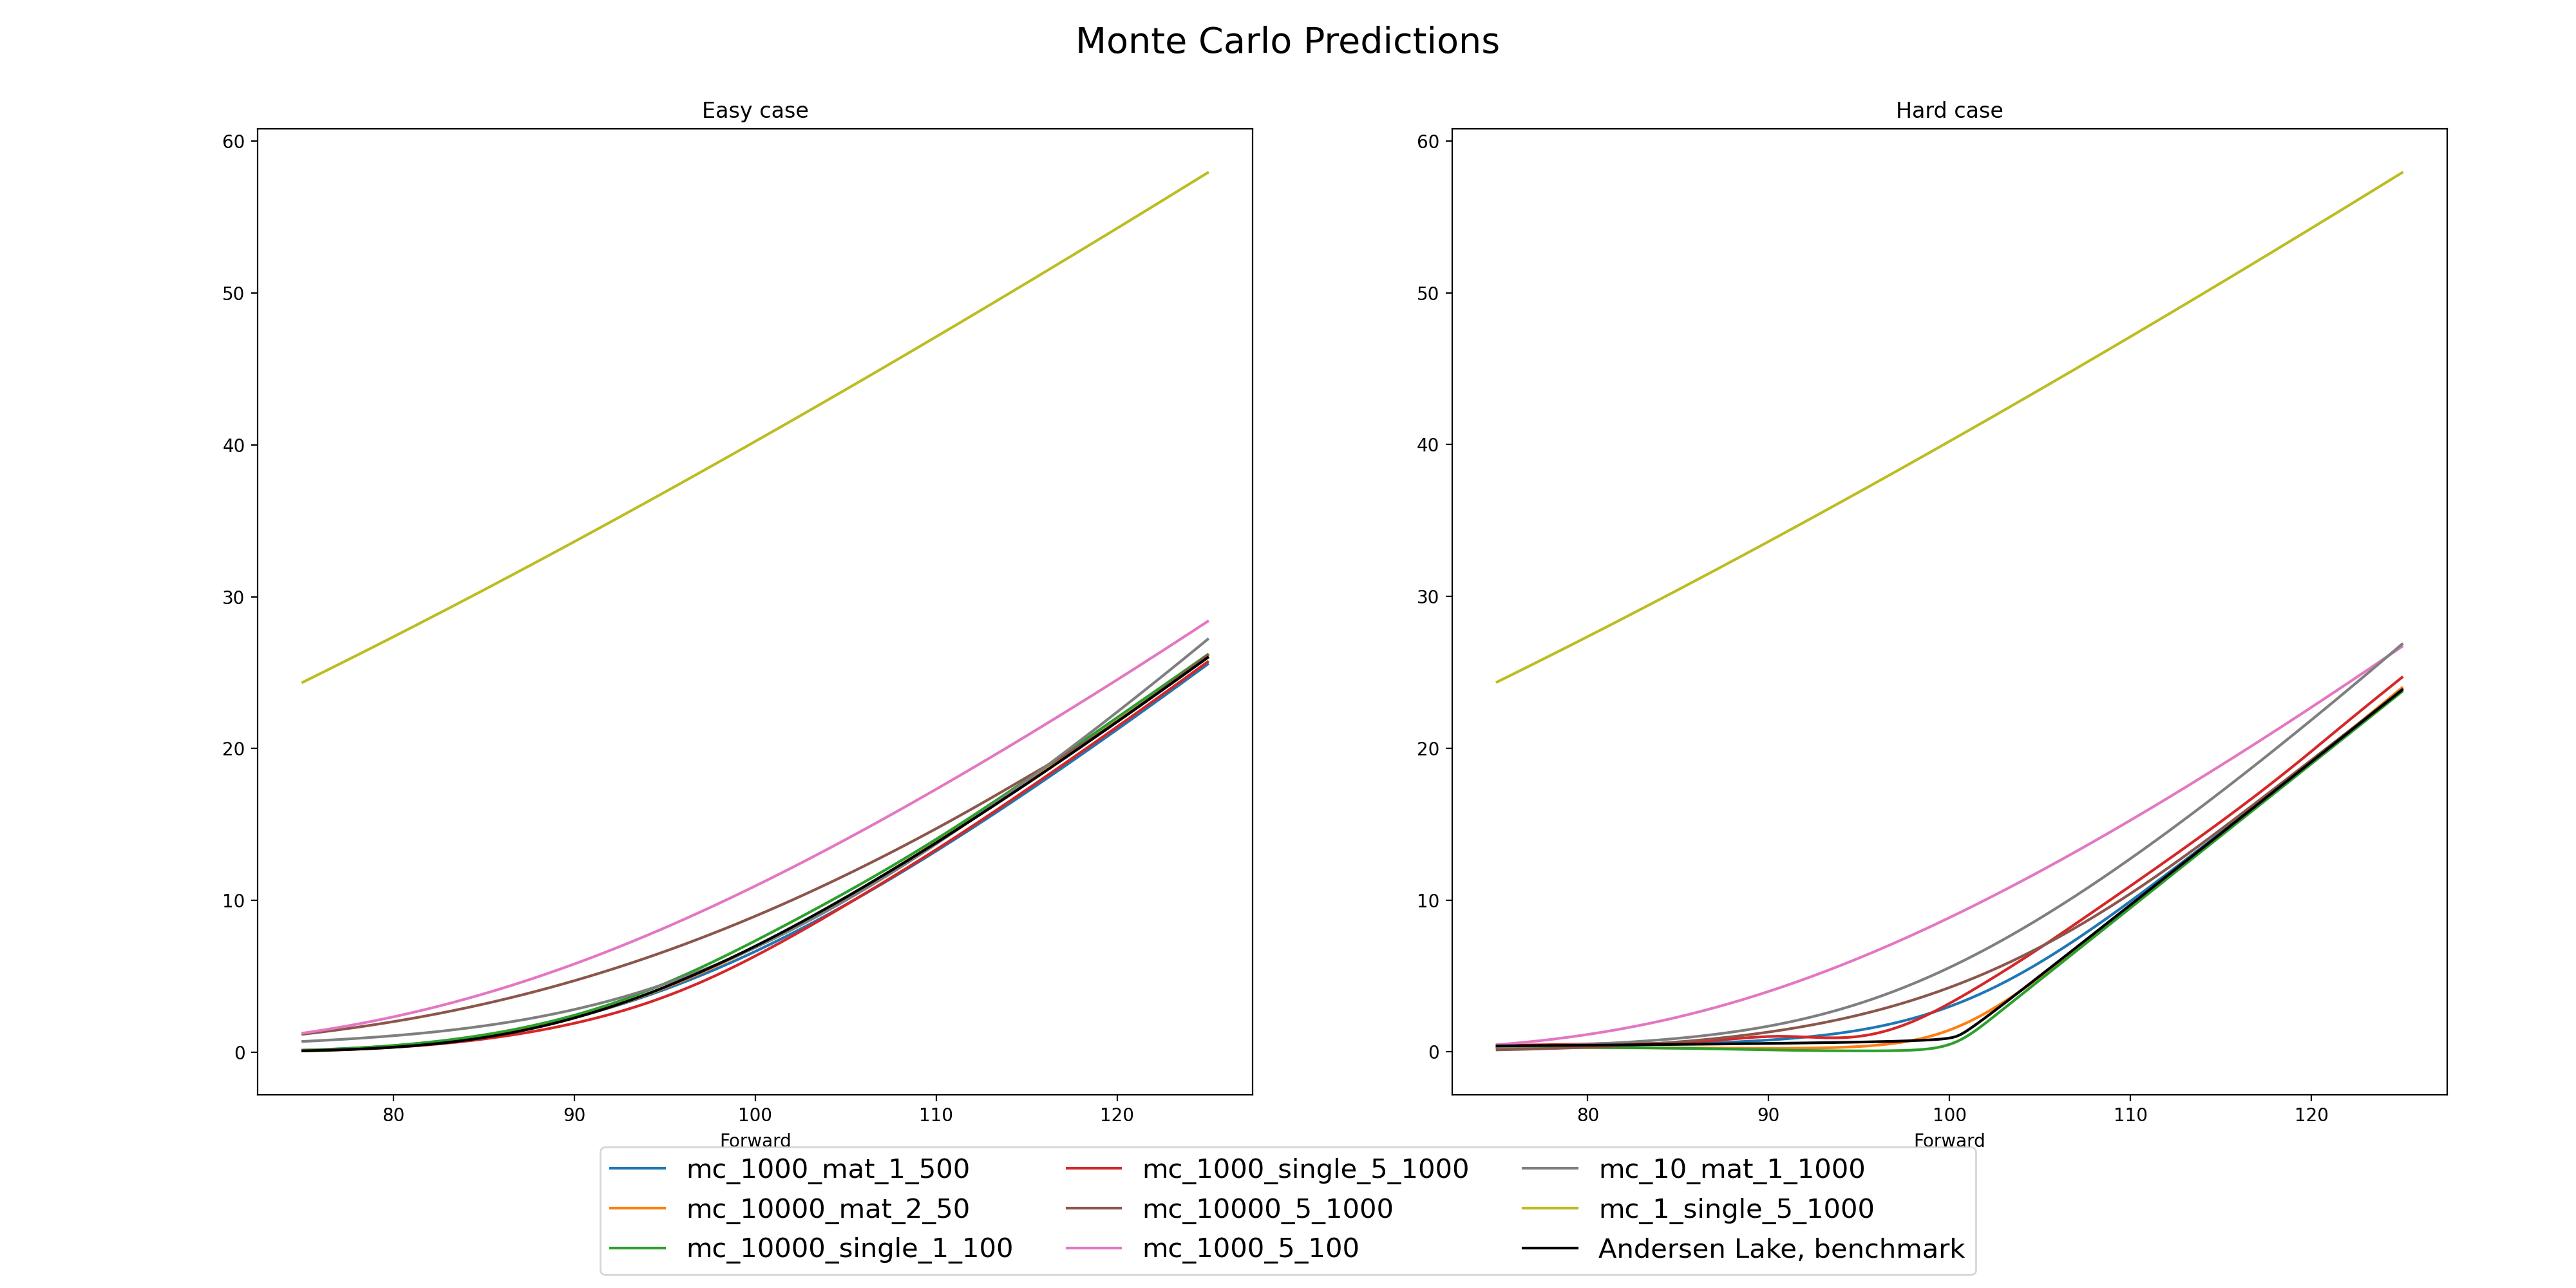 Monte Carlo Predictions
Easy case
60
50
40
30
20
10
0
80 90 100 110 120
Forward
Hard case
60
50
40
30
20
10
0
80 90 100 110 120
Forward
mc_1000_mat_1_500
mc_10000_mat_2_50
mc_10000_single_1_100
mc_1000_single_5_1000
mc_10000_5_1000
mc_1000_5_100
mc_10_mat_1_1000
mc_1_single_5_1000
Andersen Lake, benchmark